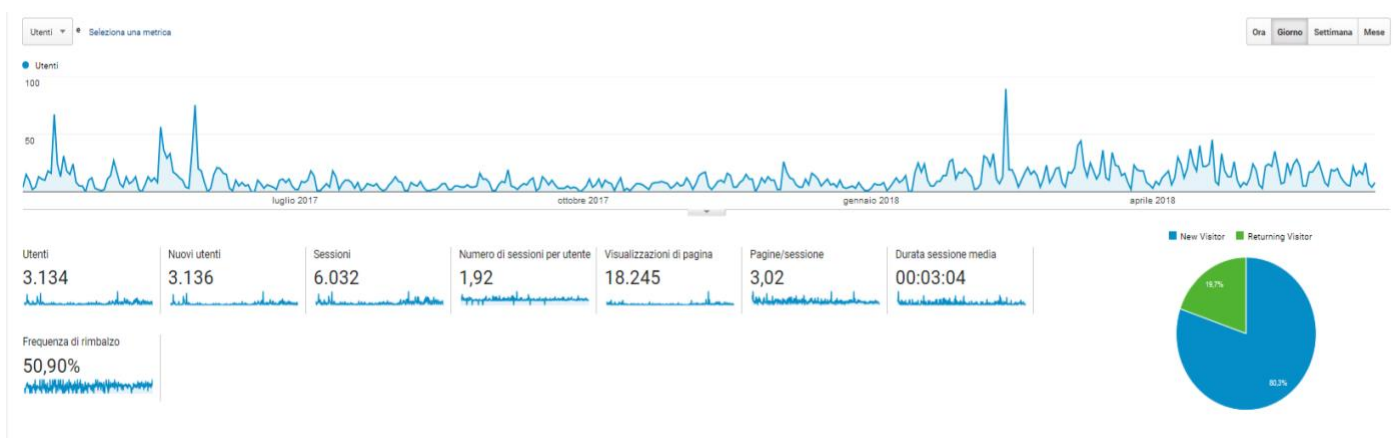 Utenti
e
Seleziona una metrica
Ora Giorno Settimana Mese
Utenti
100
50
luglio 2017 ottobre 2017 gennaio 2018 aprile 2018
New Visitor Returning Visitor
Utenti
3.134
Nuovi utenti
3.136
Sessioni
6.032
Numero di sessioni per utente
1,92
Visualizzazioni di pagina
18.245
Pagine/sessione
3,02
Durata sessione media
00:03:04
Frequenza di rimbalzo
50,90%
19,7%
80,3%